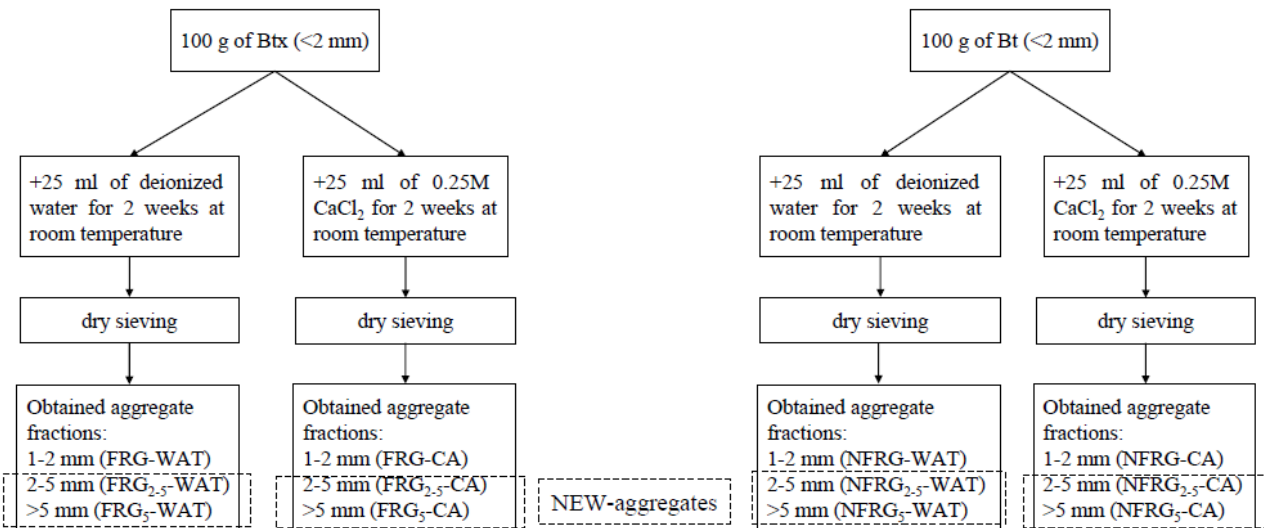 100 g of Btx (<2 mm)
100 g of Bt (<2 mm)
+25 ml of deionized
water for 2 weeks at
room temperature
+25 ml of 0.25M
CaCl₂ for 2 weeks at
room temperature
+25 ml of deionized
water for 2 weeks at
room temperature
+25 ml of 0.25M
CaCl₂ for 2 weeks at
room temperature
dry sieving
dry sieving
dry sieving
dry sieving
Obtained aggregate
fractions:
1-2 mm (FRG-WAT)
2-5 mm (FRG₂₋₅-WAT)
>5 mm (FRG₅-WAT)
Obtained aggregate
fractions:
1-2 mm (FRG-CA)
2-5 mm (FRG₂₋₅-CA)
>5 mm (FRG₅-CA)
NEW-aggregates
Obtained aggregate
fractions:
1-2 mm (NFRG-WAT)
2-5 mm (NFRG₂₋₅-WAT)
>5 mm (NFRG₅-WAT)
Obtained aggregate
fractions:
1-2 mm (NFRG-CA)
2-5 mm (NFRG₂₋₅-CA)
>5 mm (NFRG₅-CA)